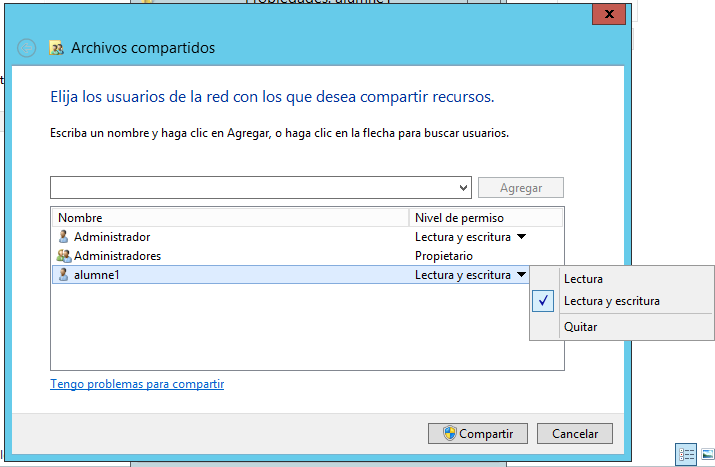 Propiedades: alumne1
x
Archivos compartidos
Elija los usuarios de la red con los que desea compartir recursos.
Escriba un nombre y haga clic en Agregar, o haga clic en la flecha para buscar usuarios.
Agregar
Nombre Nivel de permiso
Administrador Lectura y escritura
Administradores Propietario
alumne1 Lectura y escritura
Lectura
Lectura y escritura
Quitar
Tengo problemas para compartir
Compartir Cancelar